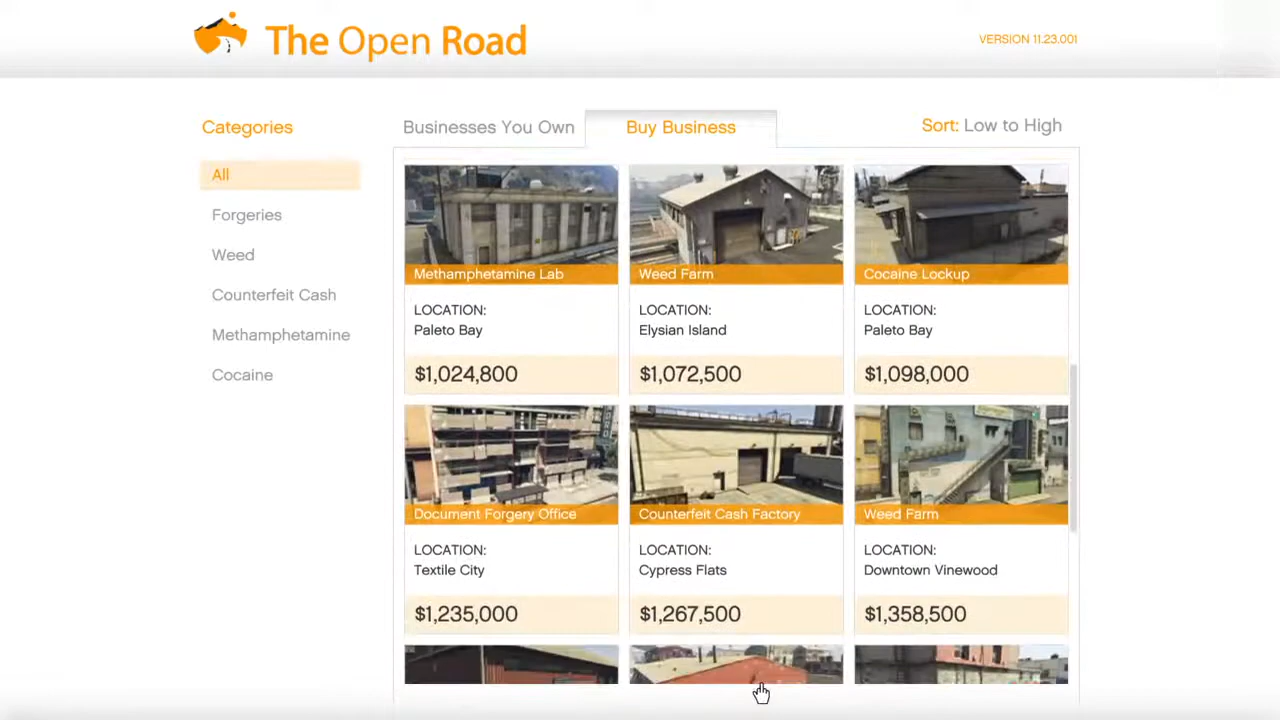 The Open Road
VERSION 11.23.001
Categories
Businesses You Own
Buy Business
Sort: Low to High
All
Forgeries
Weed
Counterfeit Cash
Methamphetamine
Cocaine
Methamphetamine Lab
LOCATION:
Paleto Bay
$1,024,800
Weed Farm
LOCATION:
Elysian Island
$1,072,500
Cocaine Lockup
LOCATION:
Paleto Bay
$1,098,000
Document Forgery Office
LOCATION:
Textile City
$1,235,000
Counterfeit Cash Factory
LOCATION:
Cypress Flats
$1,267,500
Weed Farm
LOCATION:
Downtown Vinewood
$1,358,500